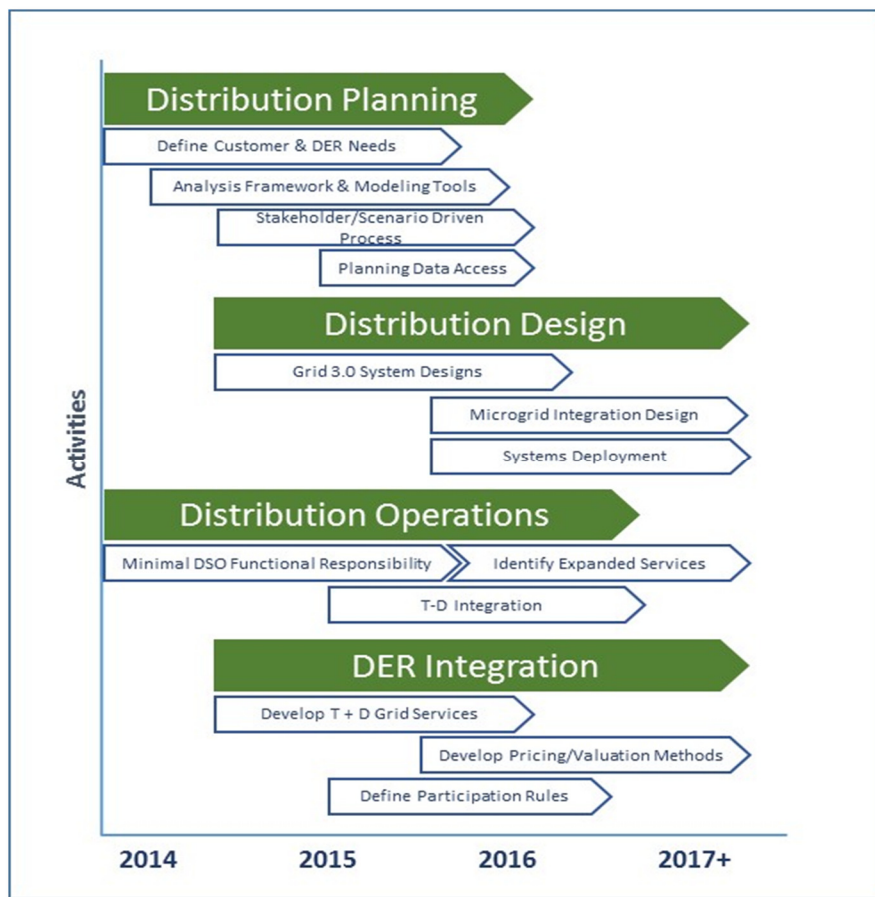 Distribution Planning
Define Customer & DER Needs
Analysis Framework & Modeling Tools
Stakeholder/Scenario Driven
Process
Planning Data Access
Distribution Design
Grid 3.0 System Designs
Microgrid Integration Design
Systems Deployment
Activities
Distribution Operations
Minimal DSO Functional Responsibility
Identify Expanded Services
T-D Integration
DER Integration
Develop T + D Grid Services
Develop Pricing/Valuation Methods
Define Participation Rules
2014 2015 2016 2017+